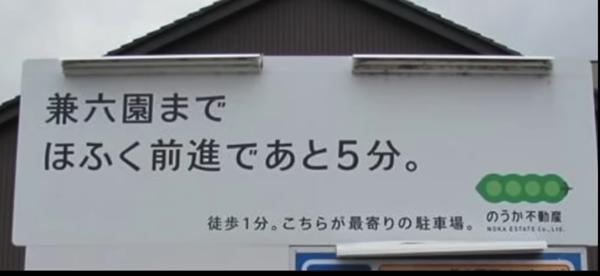 兼六園まで
ほふく前進であと5分。
徒歩1分。こちらが最寄りの駐車場。
のうか不動産
NOKA ESTATE Co., Ltd.